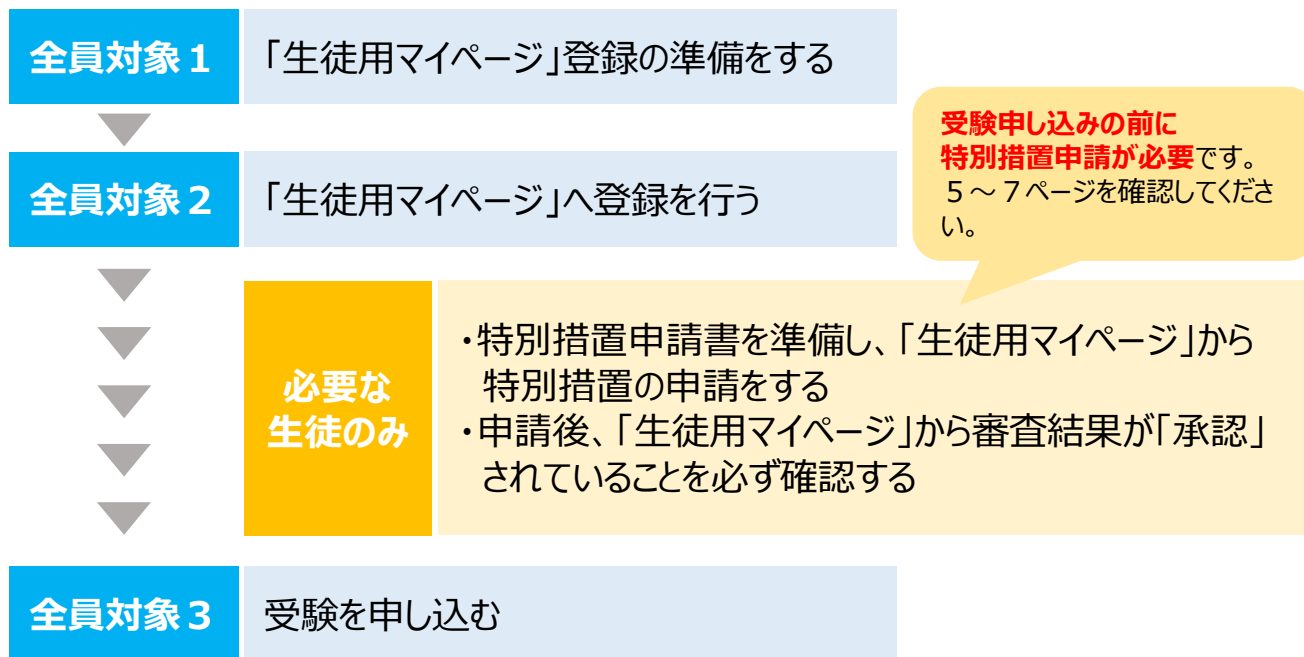 全員対象１
「生徒用マイページ」登録の準備をする
受験申し込みの前に
特別措置申請が必要です。
５～７ページを確認してくださ
い。
全員対象２
「生徒用マイページ」へ登録を行う
必要な
生徒のみ
・特別措置申請書を準備し、「生徒用マイページ」から
特別措置の申請をする
・申請後、「生徒用マイページ」から審査結果が「承認」
されていることを必ず確認する
全員対象３
受験を申し込む